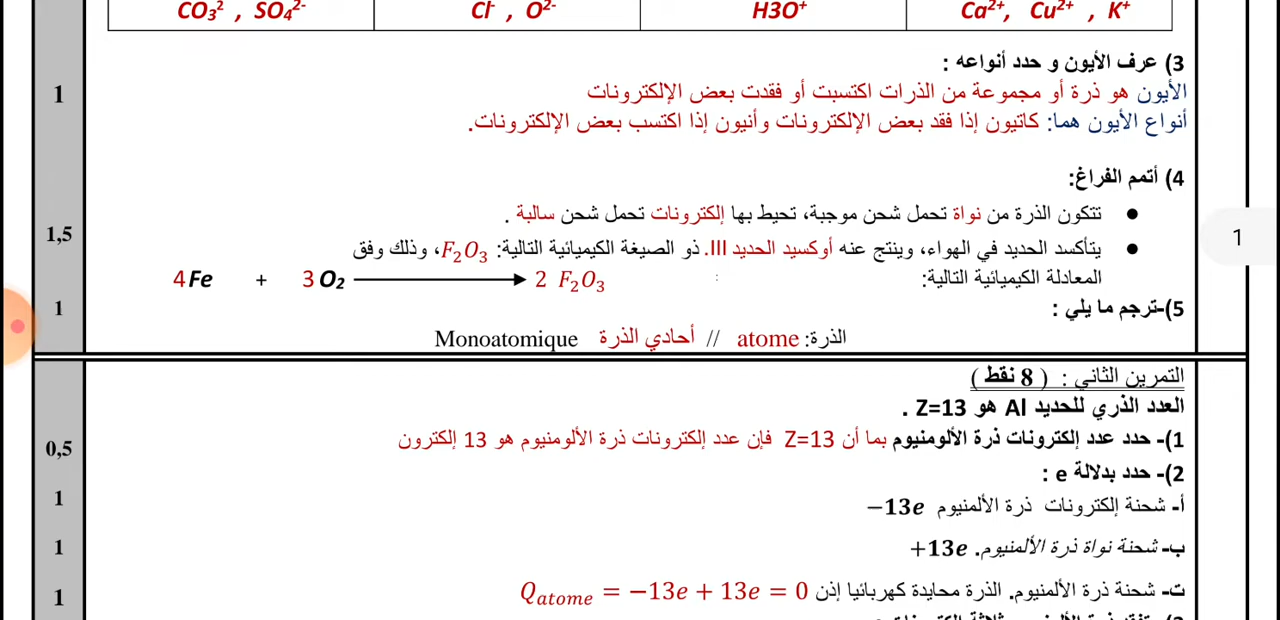 CO₃² , SO₄²⁻ Cl⁻ , O²⁻ H3O⁺ Ca²⁺, Cu²⁺ , K⁺
3) عرف الأيون و حدد أنواعه :
1
الأيون هو ذرة أو مجموعة من الذرات اكتسبت أو فقدت بعض الإلكترونات
أنواع الأيون هما: كاتيون إذا فقد بعض الإلكترونات وأنيون إذا اكتسب بعض الإلكترونات.
4) أتمم الفراغ:
● تتكون الذرة من نواة تحمل شحن موجبة، تحيط بها إلكترونات تحمل شحن سالبة .
1,5
1
● يتأكسد الحديد في الهواء، وينتج عنه أوكسيد الحديد III. ذو الصيغة الكيميائية التالية: F₂O₃، وذلك وفق
المعادلة الكيميائية التالية: 4 Fe + 3 O₂ ⟶ 2 F₂O₃
1
5)-ترجم ما يلي :
الذرة: atome // أحادي الذرة Monoatomique
التمرين الثاني : ( 8 نقط )
العدد الذري للحديد Al هو Z=13 .
0,5
1)- حدد عدد إلكترونات ذرة الألومنيوم بما أن Z=13 فإن عدد إلكترونات ذرة الألومنيوم هو 13 إلكترون
2)- حدد بدلالة e :
1
أ- شحنة إلكترونات ذرة الألمنيوم −13e
1
ب- شحنة نواة ذرة الألمنيوم. +13e
1
ت- شحنة ذرة الألمنيوم. الذرة محايدة كهربائيا إذن Qatome = −13e + 13e = 0